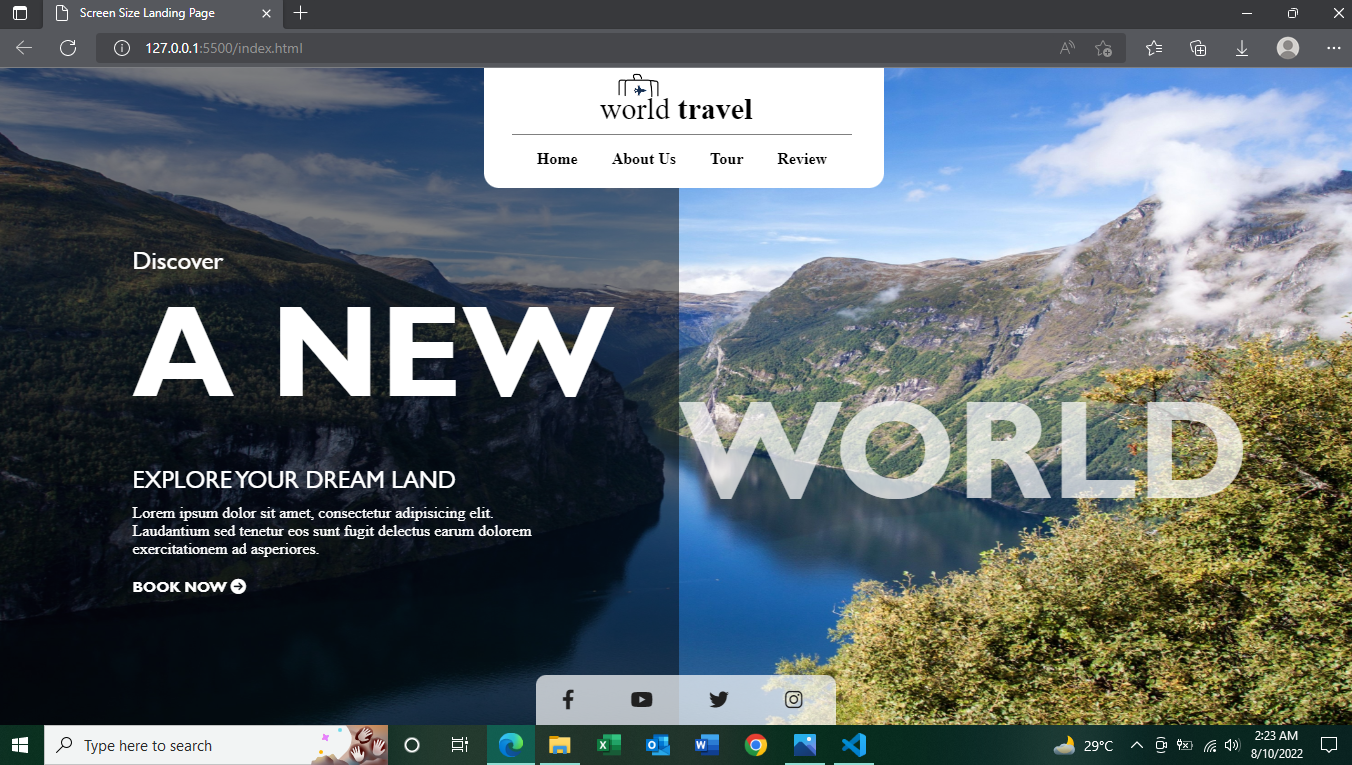 Screen Size Landing Page
127.0.0.1:5500/index.html
world travel
Home About Us Tour Review
Discover
A NEW
WORLD
EXPLORE YOUR DREAM LAND
Lorem ipsum dolor sit amet, consectetur adipisicing elit.
Laudantium sed tenetur eos sunt fugit delectus earum dolorem
exercitationem ad asperiores.
BOOK NOW
Type here to search
29°C
2:23 AM
8/10/2022